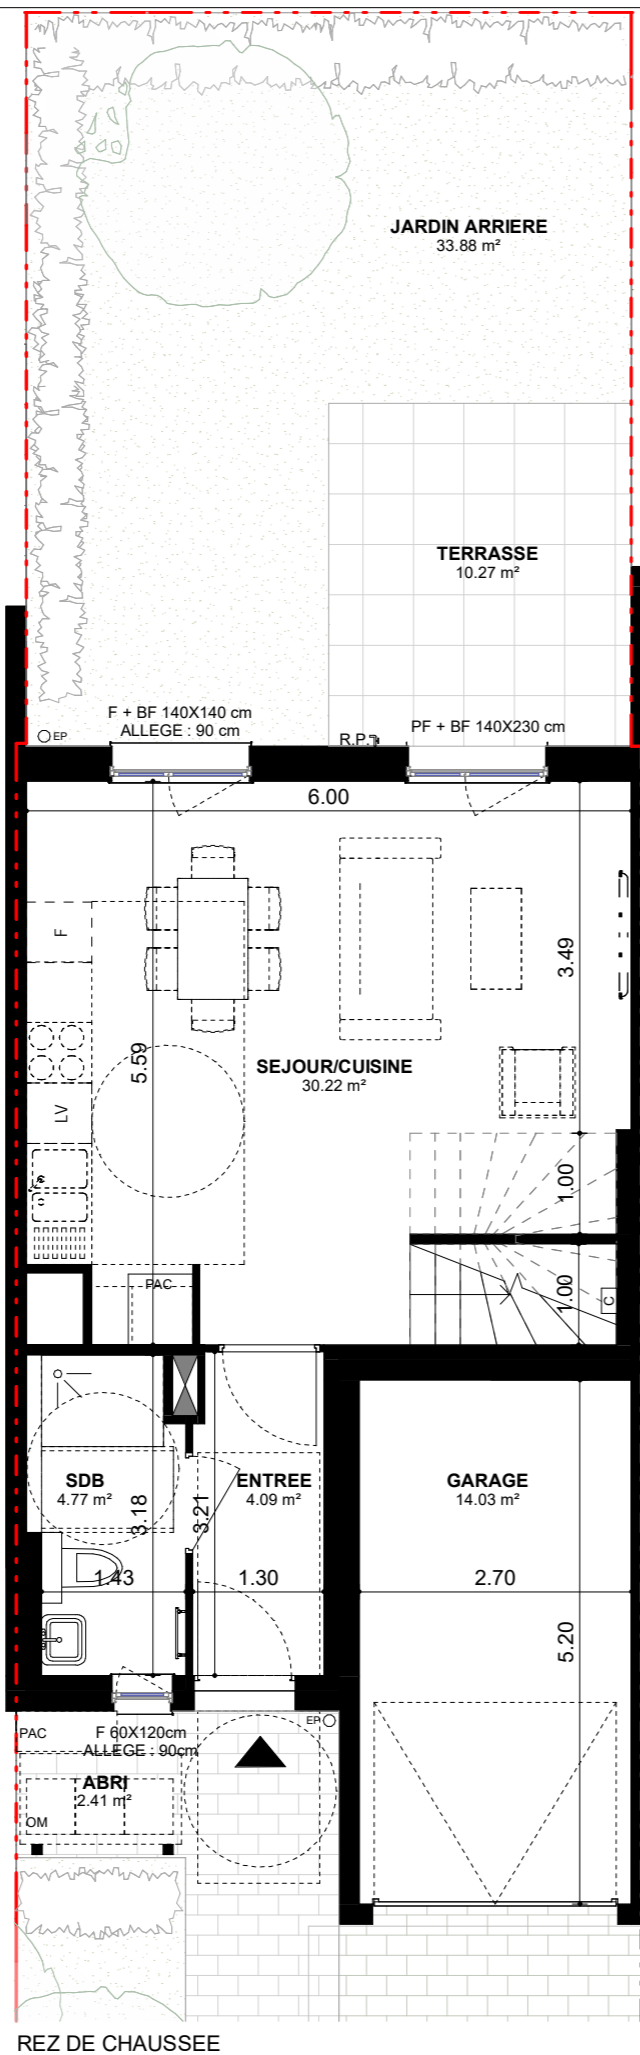 JARDIN ARRIERE
33.88 m²
TERRASSE
10.27 m²
F + BF 140X140 cm
ALLEGE : 90 cm
EP
R.P.
PF + BF 140X230 cm
6.00
F
3.49
5.59
SEJOUR/CUISINE
30.22 m²
LV
1.00
PAC
1.00
C
SDB
4.77 m²
3.18
3.21
ENTREE
4.09 m²
GARAGE
14.03 m²
1.43
1.30
2.70
5.20
EP
PAC
F 60X120cm
ALLEGE : 90cm
ABRI
2.41 m²
OM
REZ DE CHAUSSEE